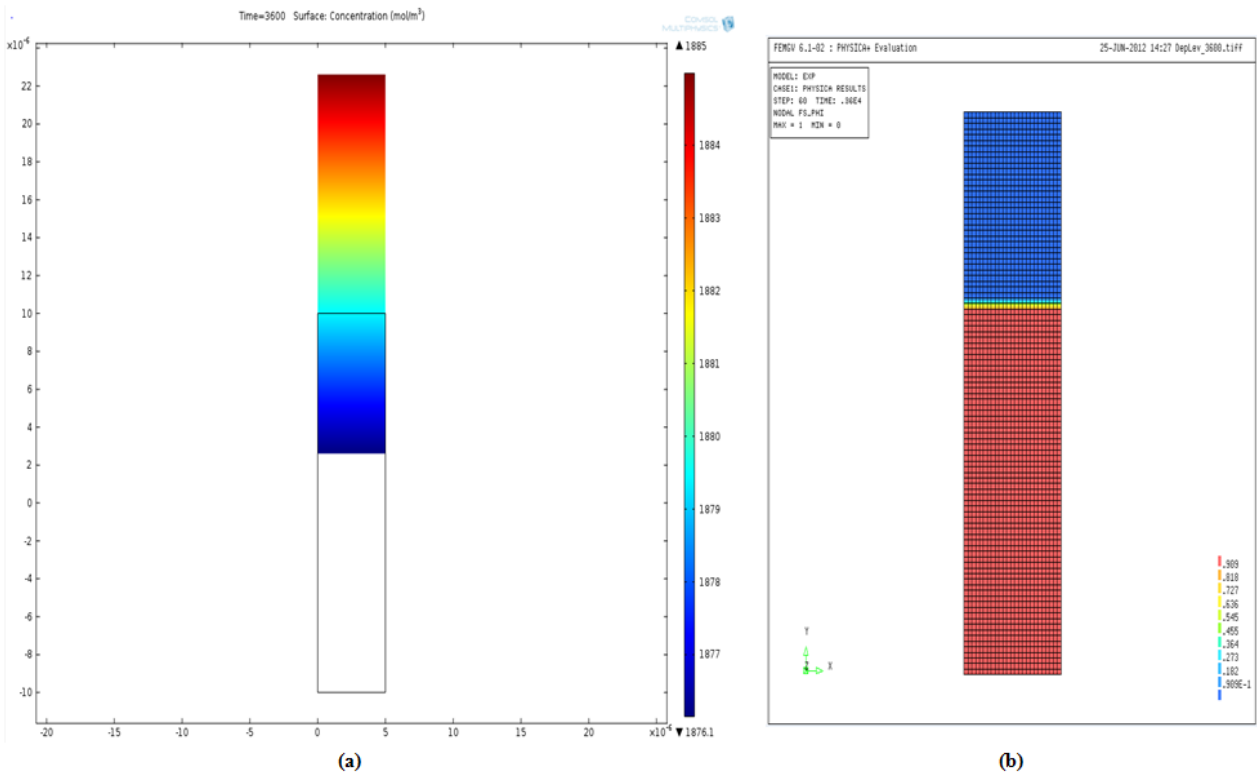 Time=3600 Surface: Concentration (mol/m³)
COMSOL
MULTIPHYSICS
×10⁻⁶
▲ 1885
22
20
18
16
14
12
10
8
6
4
2
0
-2
-4
-6
-8
-10
1884
1883
1882
1881
1880
1879
1878
1877
▼ 1876.1
-20
-15
-10
-5
0
5
10
15
20
×10⁻⁶
(a)
FEMGV 6.1-02 : PHYSICA+ Evaluation
25-JUN-2012 14:27 DepLev_3600.tiff
MODEL: EXP
CASE1: PHYSICA RESULTS
STEP: 60 TIME: .36E4
NODAL FS_PHI
MAX = 1 MIN = 0
.909
.818
.727
.636
.545
.455
.364
.273
.182
.909E-1
Y
Z
X
(b)